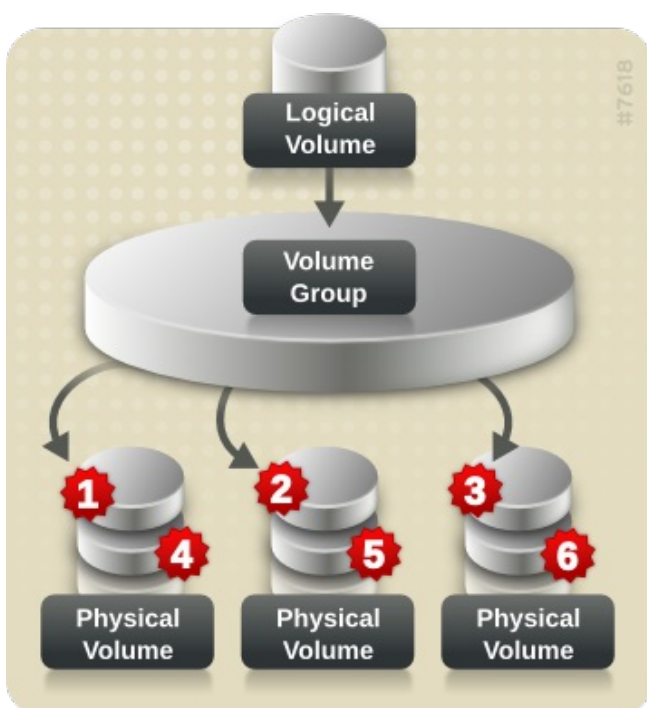 #7618
Logical
Volume
Volume
Group
1
2
3
4
5
6
Physical
Volume
Physical
Volume
Physical
Volume